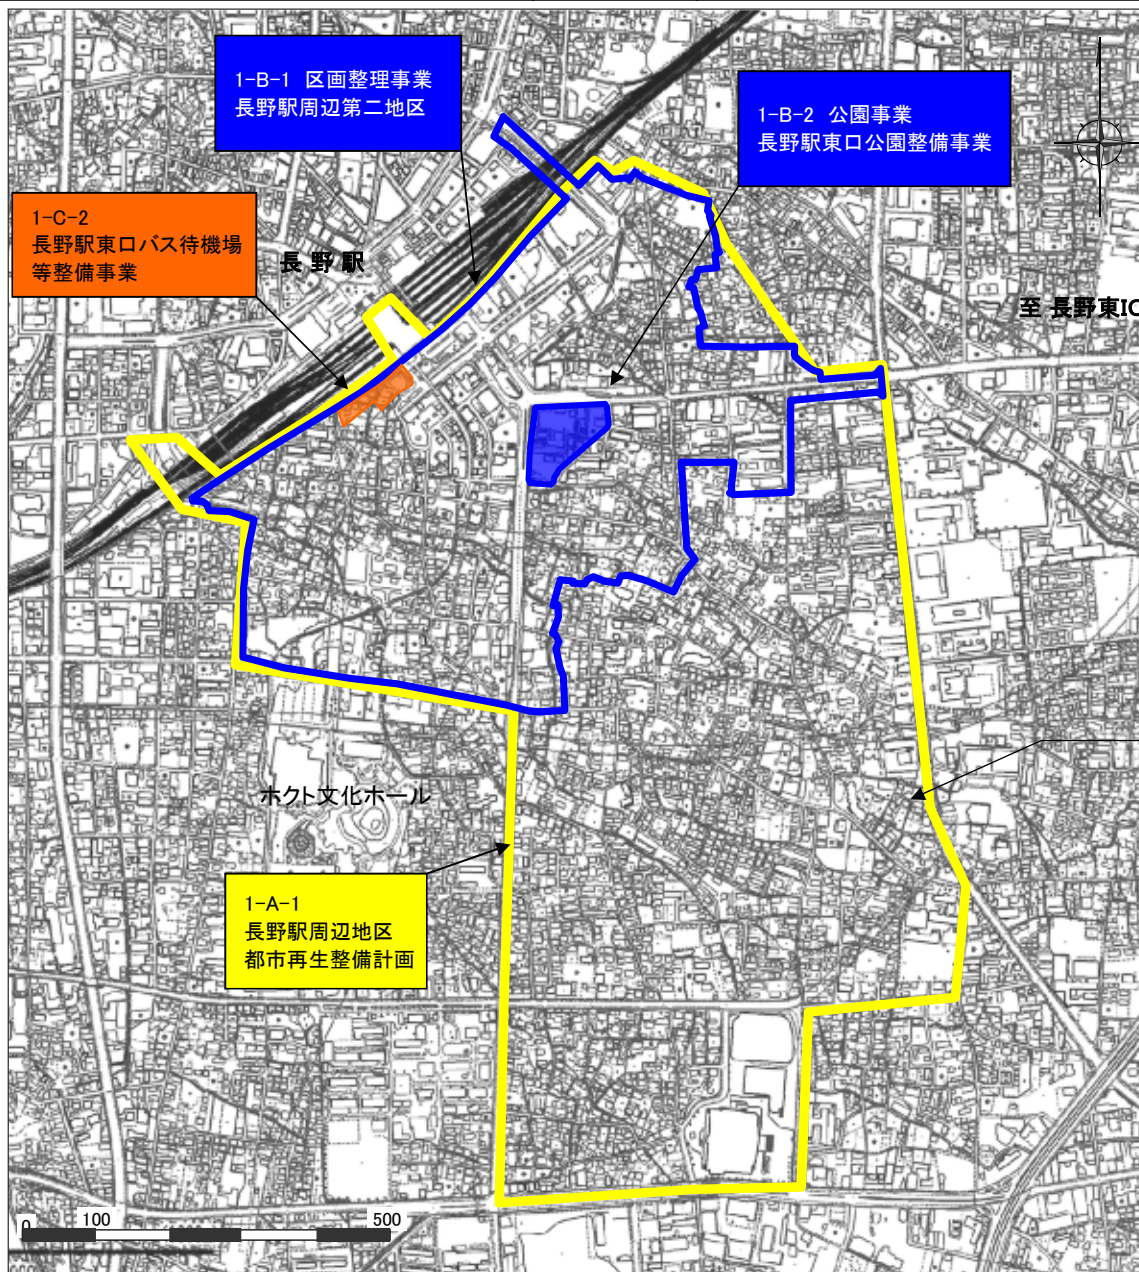 1-B-1 区画整理事業
長野駅周辺第二地区
1-B-2 公園事業
長野駅東口公園整備事業
1-C-2
長野駅東口バス待機場
等整備事業
長 野 駅
至 長野東IC
ホクト文化ホール
1-A-1
長野駅周辺地区
都市再生整備計画
0 100 500